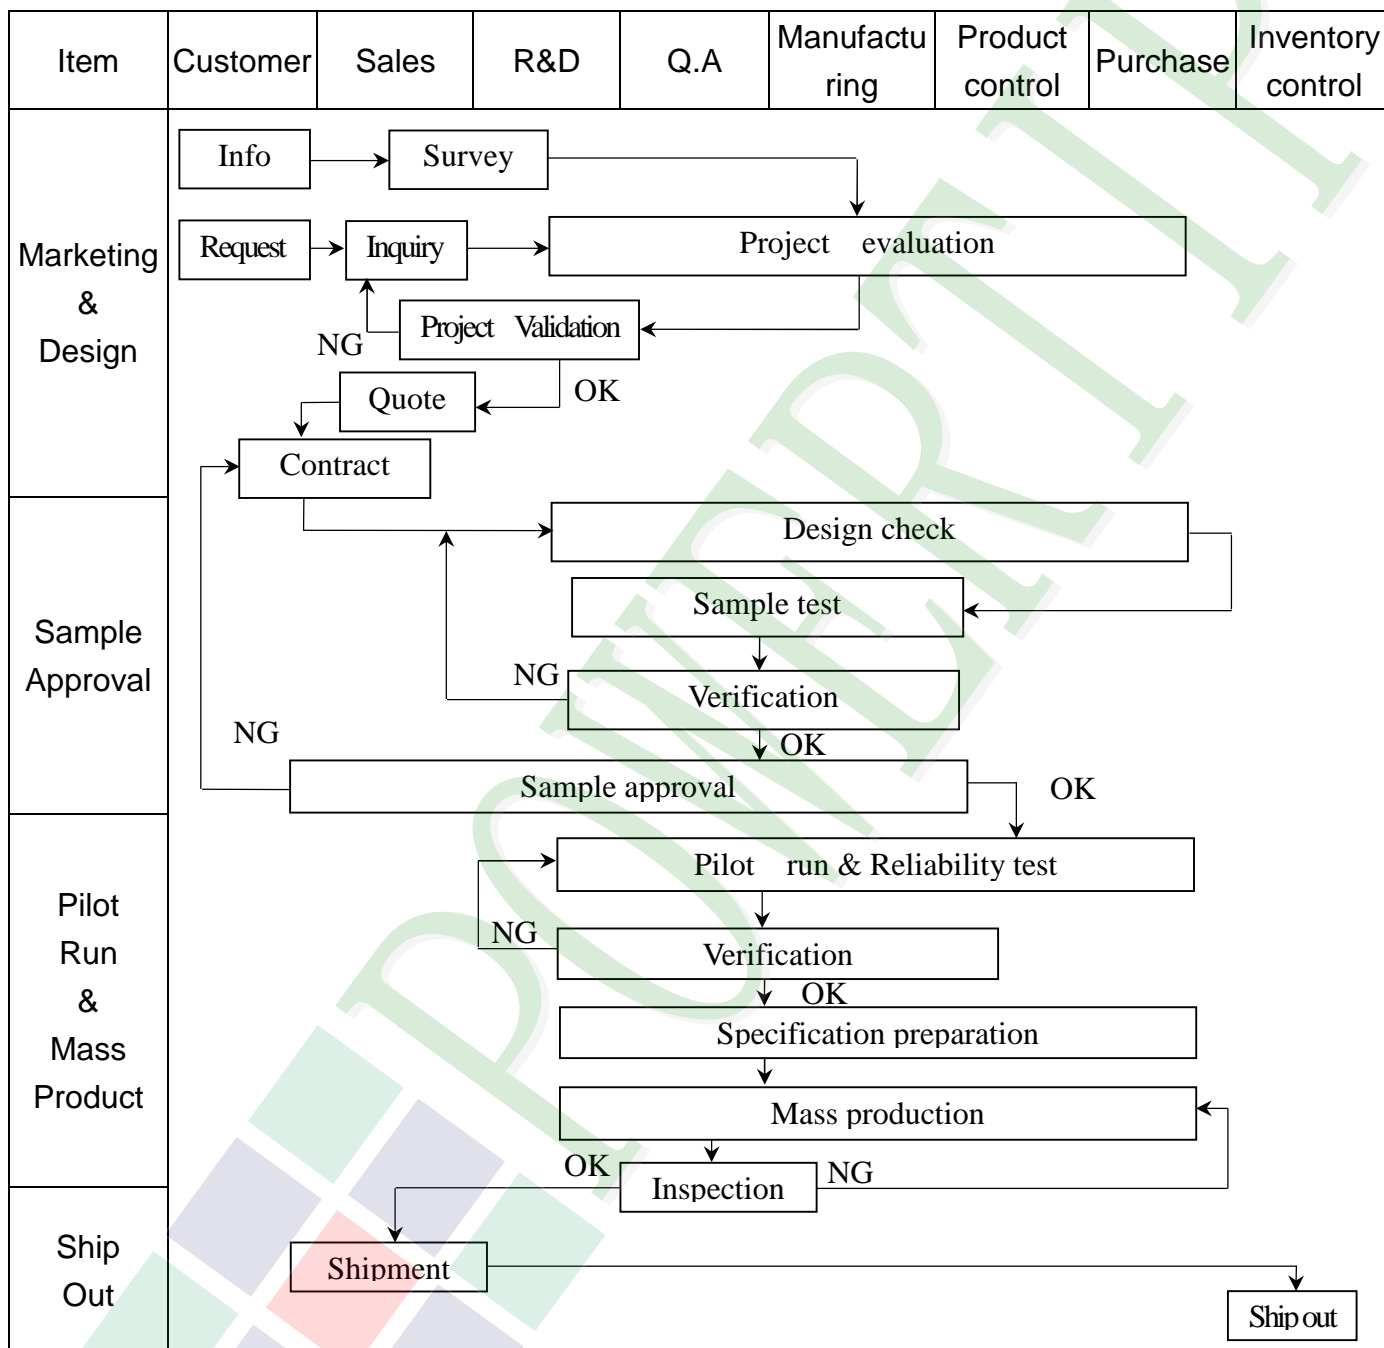 Item
Customer
Sales
R&D
Q.A
Manufactu
ring
Product
control
Purchase
Inventory
control
Marketing
&
Design
Info
Survey
Request
Inquiry
Project evaluation
NG
Project Validation
Quote
OK
Contract
Sample
Approval
Design check
Sample test
NG
Verification
NG
OK
Sample approval
OK
Pilot
Run
&
Mass
Product
Pilot run & Reliability test
NG
Verification
OK
Specification preparation
Mass production
OK
Inspection
NG
Ship
Out
Shipment
Ship out
POWERTIP